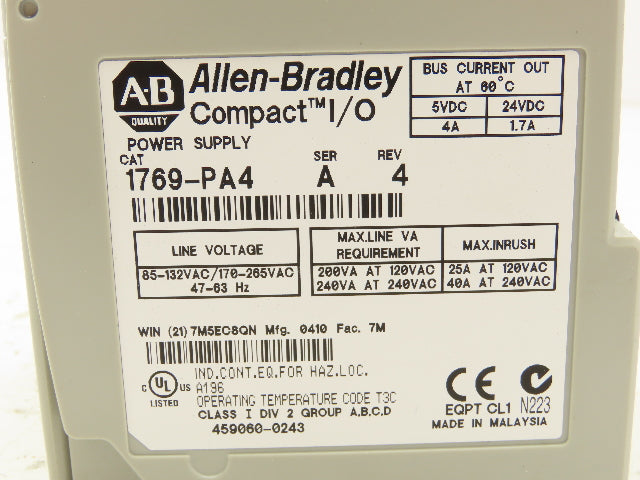 A·B
QUALITY
Allen-Bradley
Compact™ I/O
BUS CURRENT OUT
AT 60°C
5VDC 24VDC
4A 1.7A
POWER SUPPLY
CAT SER REV
1769-PA4 A 4
LINE VOLTAGE
85-132VAC/170-265VAC
47-63 Hz
MAX.LINE VA
REQUIREMENT
200VA AT 120VAC
240VA AT 240VAC
MAX.INRUSH
25A AT 120VAC
40A AT 240VAC
WIN (21) 7M5EC8QN Mfg. 0410 Fac. 7M
IND.CONT.EQ.FOR HAZ.LOC.
C UL US
LISTED
A196
OPERATING TEMPERATURE CODE T3C
CLASS I DIV 2 GROUP A,B,C,D
459060-0243
CE
EQPT CL1 N223
MADE IN MALAYSIA